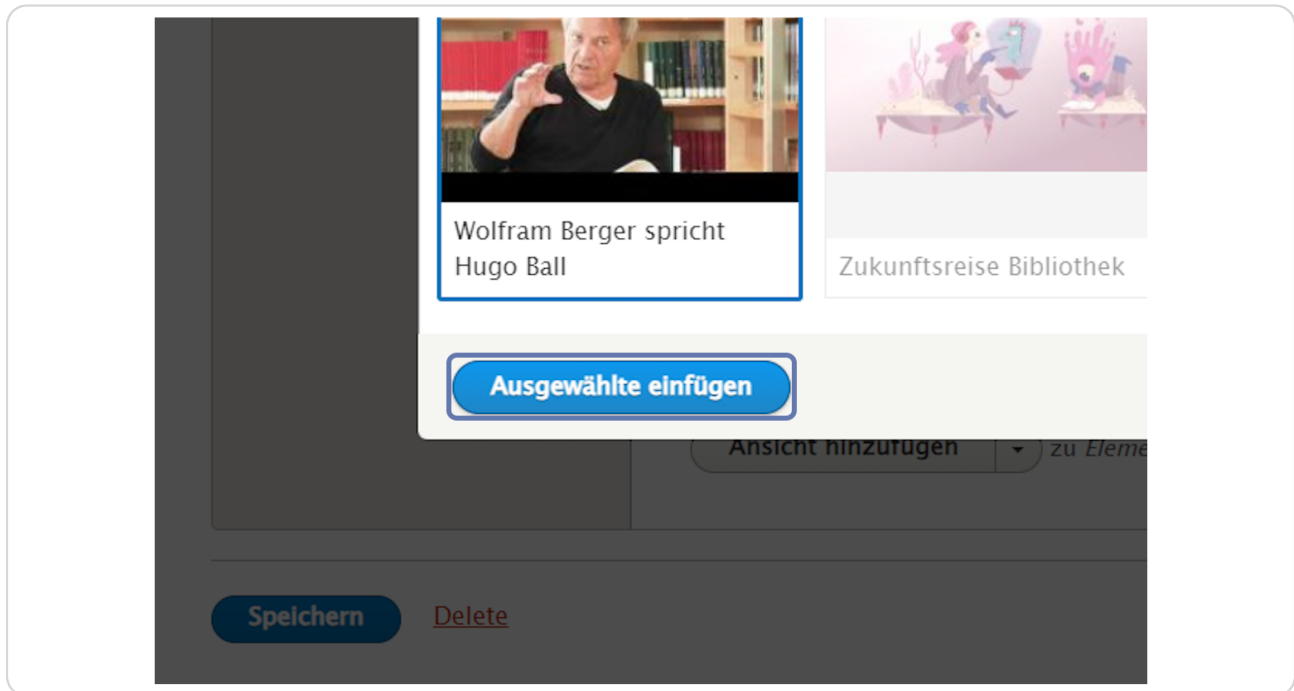 Wolfram Berger spricht
Hugo Ball
Zukunftsreise Bibliothek
Ausgewählte einfügen
Ansicht hinzufügen zu Eleme
Speichern Delete